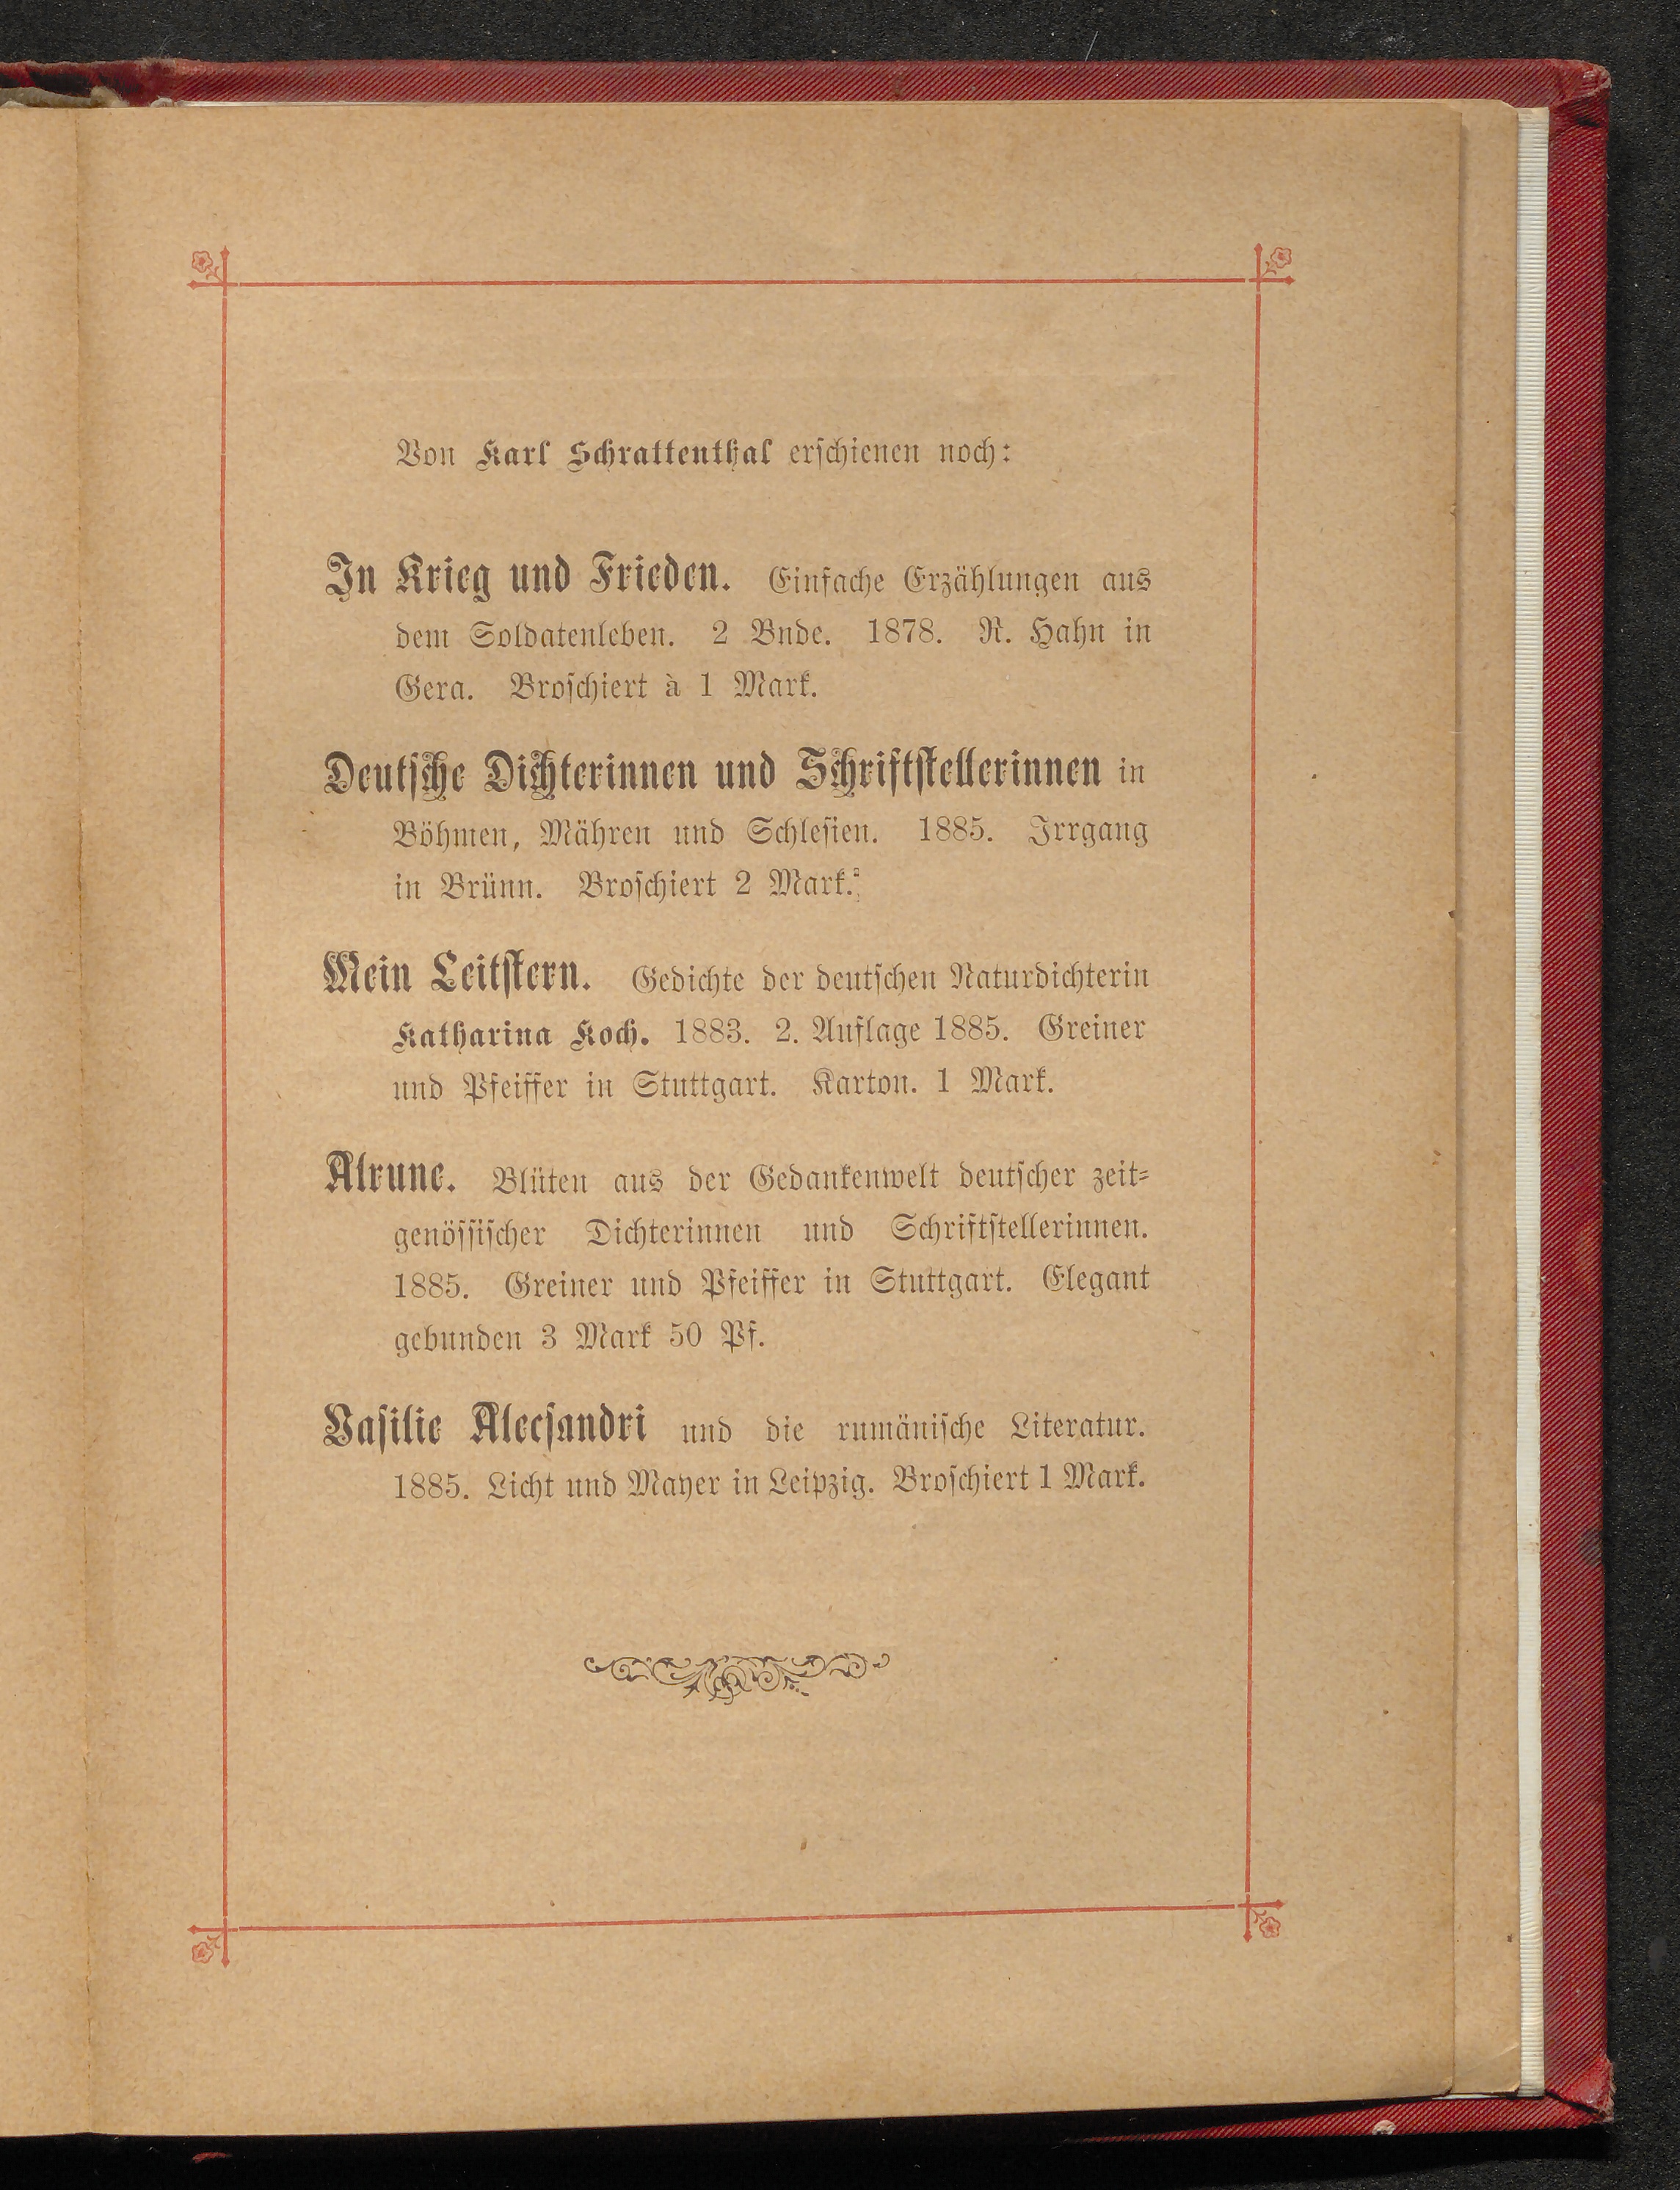 Von Karl Schrattenthal erschienen noch:
In Krieg und Frieden. Einfache Erzählungen aus
dem Soldatenleben. 2 Bnde. 1878. R. Hahn in
Gera. Broschiert à 1 Mark.
Deutsche Dichterinnen und Schriftstellerinnen in
Böhmen, Mähren und Schlesien. 1885. Irrgang
in Brünn. Broschiert 2 Mark.
Mein Leitstern. Gedichte der deutschen Naturdichterin
Katharina Koch. 1883. 2. Auflage 1885. Greiner
und Pfeiffer in Stuttgart. Karton. 1 Mark.
Alrune. Blüten aus der Gedankenwelt deutscher zeit-
genössischer Dichterinnen und Schriftstellerinnen.
1885. Greiner und Pfeiffer in Stuttgart. Elegant
gebunden 3 Mark 50 Pf.
Vasilie Alecsandri und die rumänische Literatur.
1885. Licht und Mayer in Leipzig. Broschiert 1 Mark.